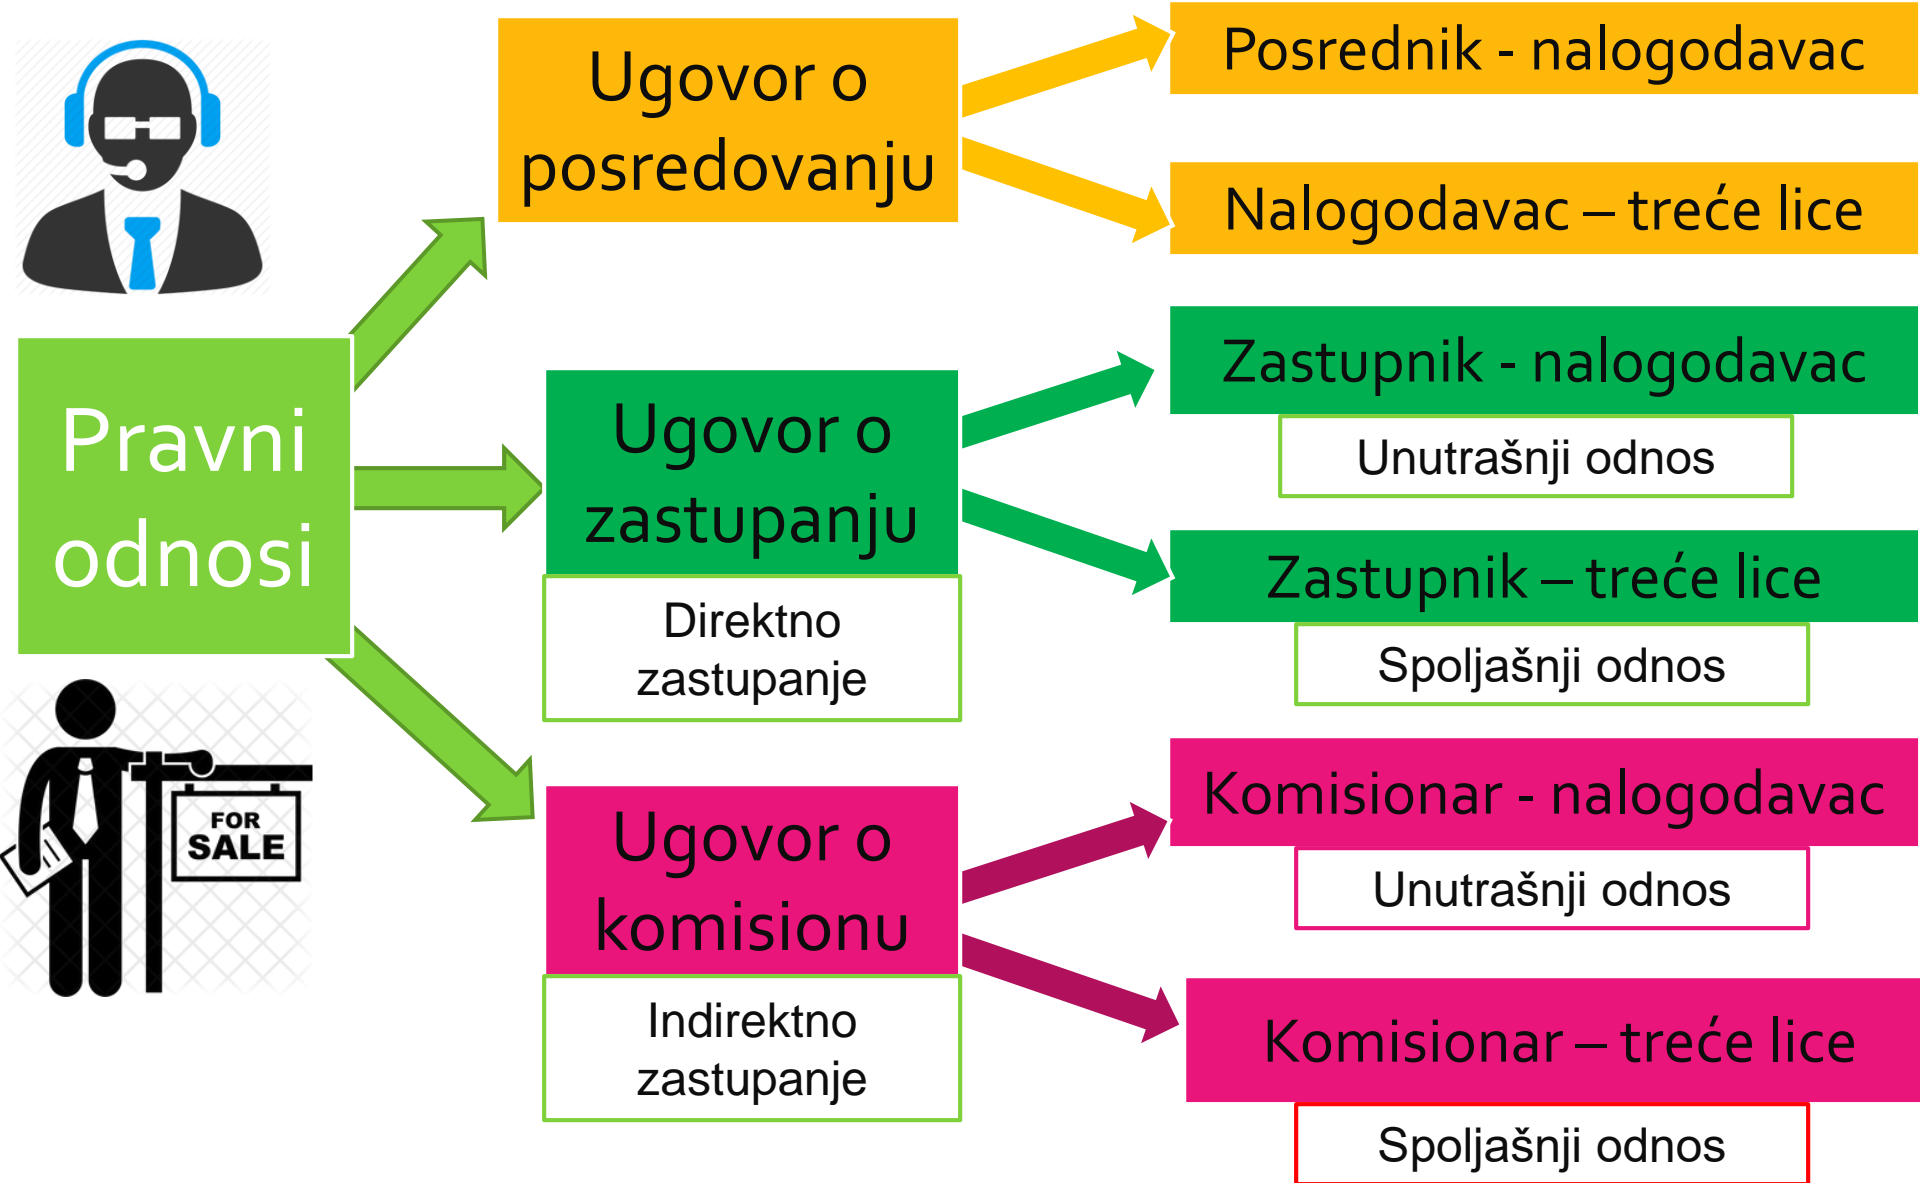 Pravni
odnosi
FOR
SALE
Ugovor o
posredovanju
Posrednik - nalogodavac
Nalogodavac – treće lice
Ugovor o
zastupanju
Direktno
zastupanje
Zastupnik - nalogodavac
Unutrašnji odnos
Zastupnik – treće lice
Spoljašnji odnos
Ugovor o
komisionu
Indirektno
zastupanje
Komisionar - nalogodavac
Unutrašnji odnos
Komisionar – treće lice
Spoljašnji odnos